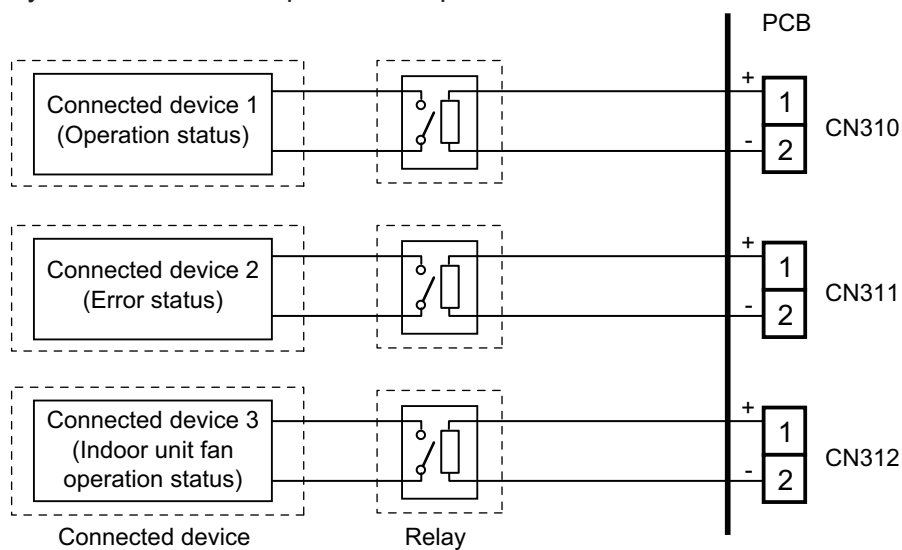 PCB
Connected device 1
(Operation status)
+
1
-
2
CN310
Connected device 2
(Error status)
+
1
-
2
CN311
Connected device 3
(Indoor unit fan
operation status)
+
1
-
2
CN312
Connected device
Relay